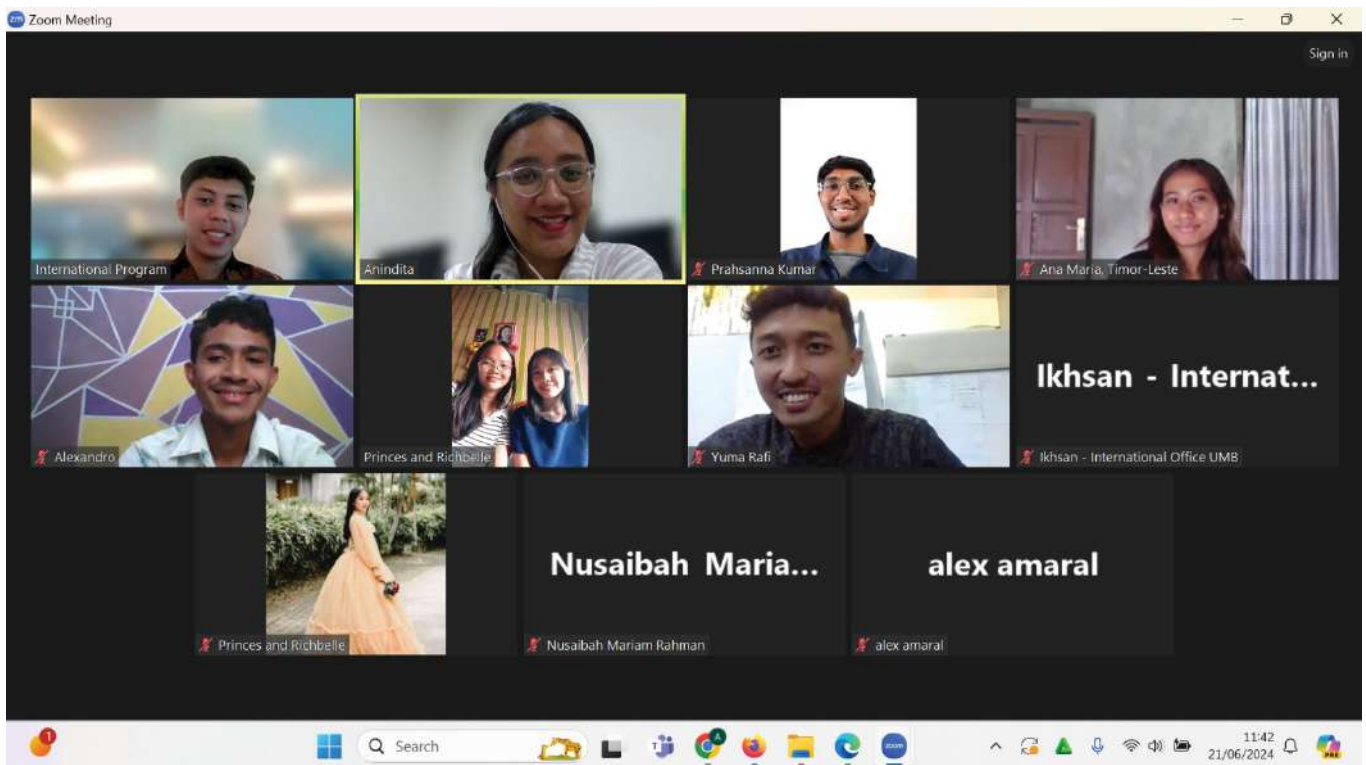 Zoom Meeting
Sign in
International Program
Anindita
Prahsanna Kumar
Ana Maria, Timor-Leste
Alexandro
Princes and Richbelle
Yuma Rafi
Ikhsan - Internat...
Ikhsan - International Office UMB
Princes and Richbelle
Nusaibah Maria...
Nusaibah Mariam Rahman
alex amaral
alex amaral
Search
11:42
21/06/2024